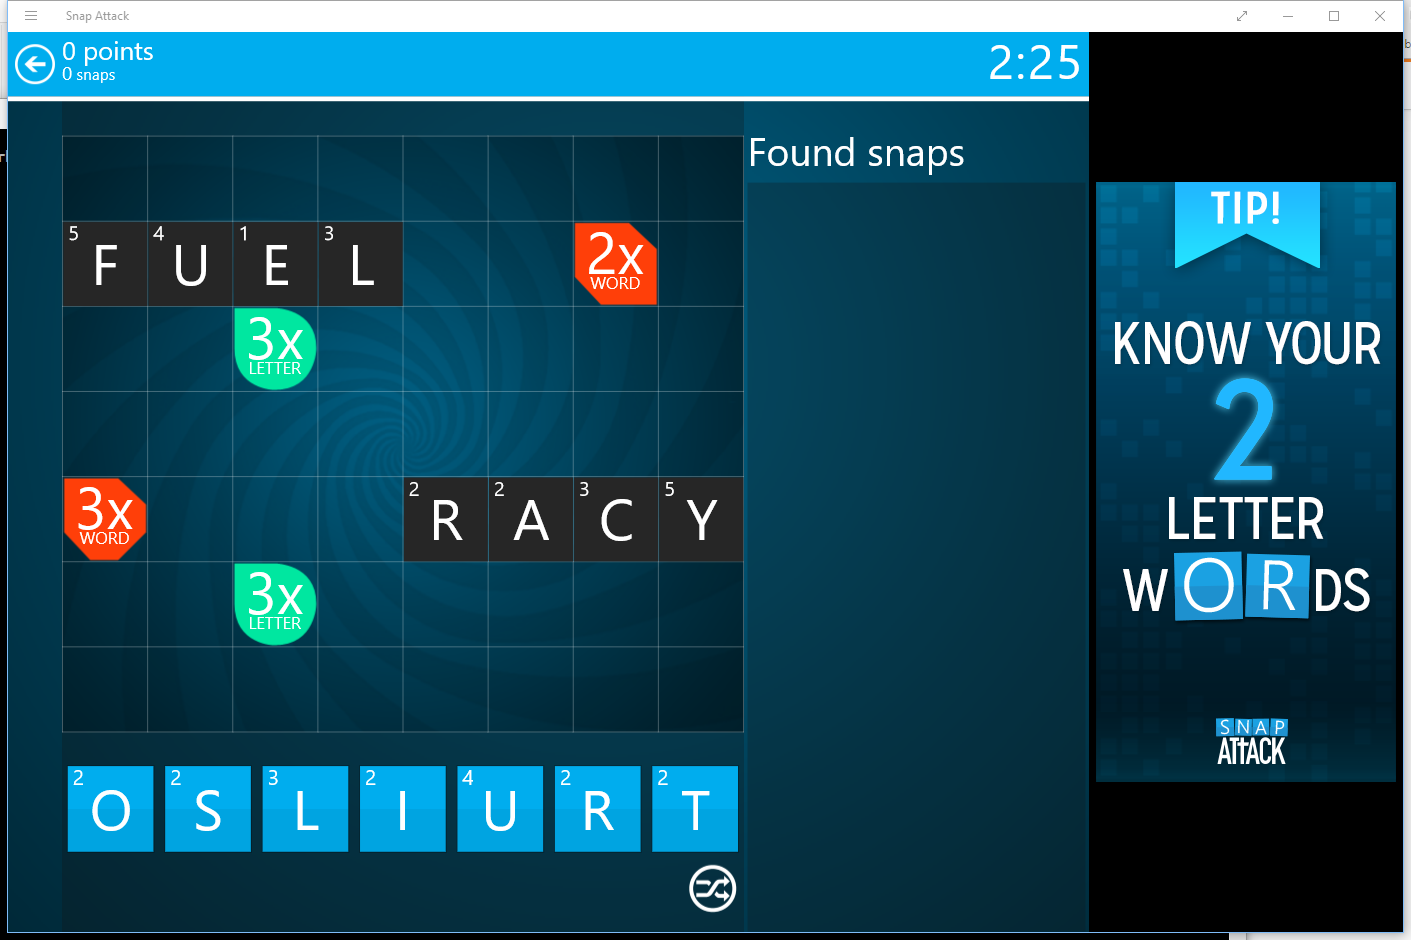 Snap Attack
0 points
0 snaps
2:25
Found snaps
5 F 4 U 1 E 3 L
2x
WORD
3x
LETTER
3x
WORD
2 R 2 A 3 C 5 Y
3x
LETTER
2 O 2 S 3 L 2 I 4 U 2 R 2 T
TIP!
KNOW YOUR
2
LETTER
WORDS
SNAP
ATTACK